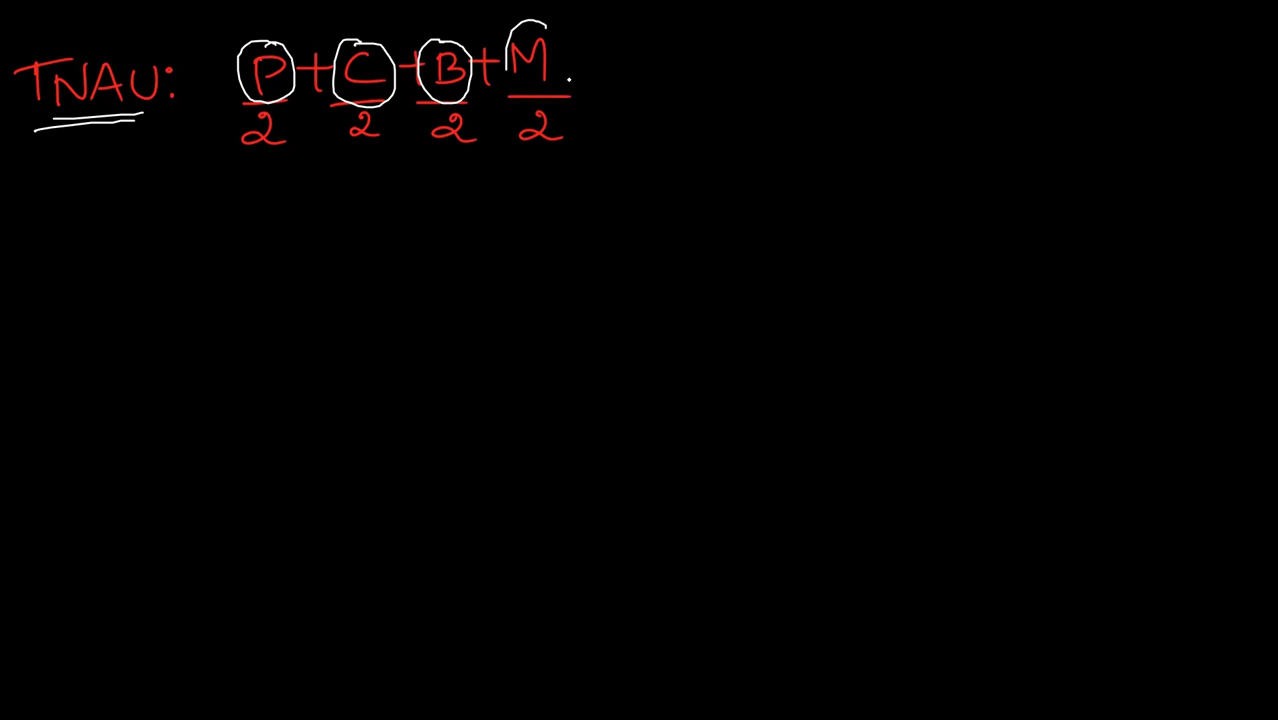 TNAU: P/2 + C/2 + B/2 + M/2